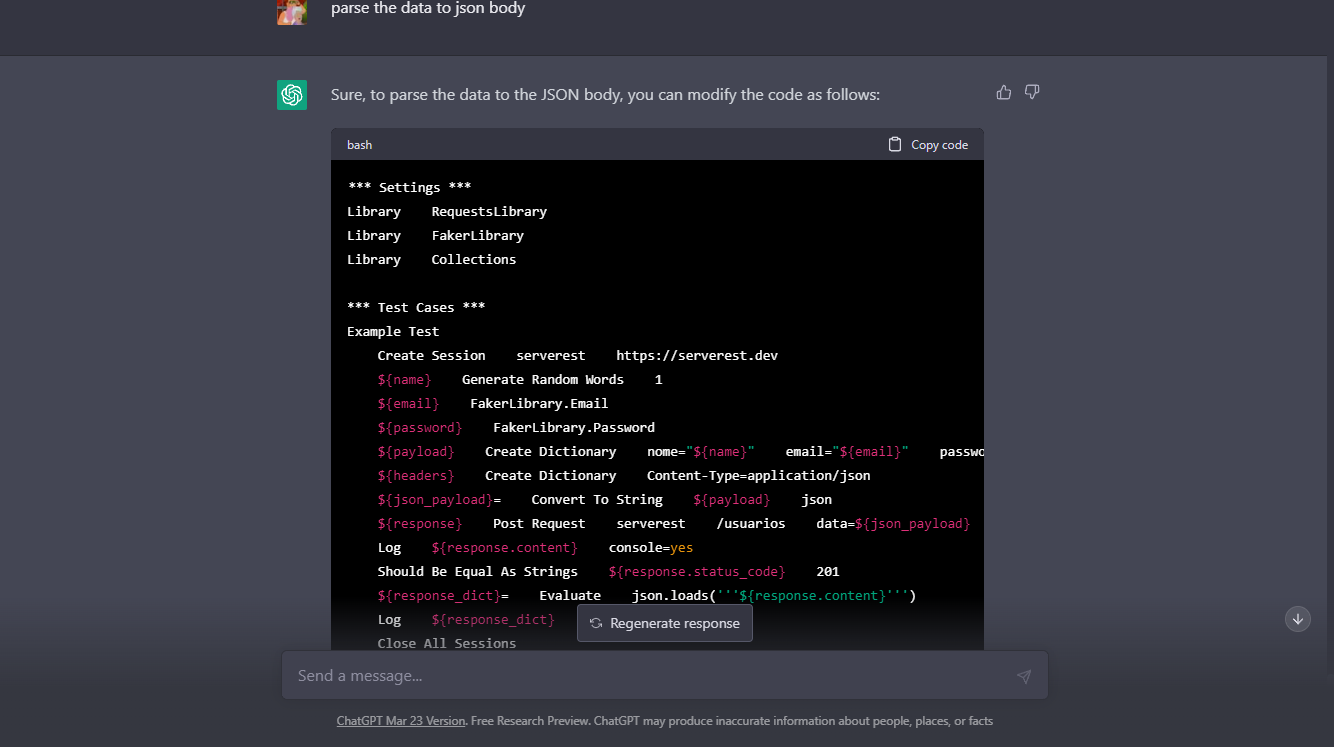 parse the data to json body
Sure, to parse the data to the JSON body, you can modify the code as follows:
bash
Copy code
*** Settings ***
Library    RequestsLibrary
Library    FakerLibrary
Library    Collections
*** Test Cases ***
Example Test
    Create Session    serverest    https://serverest.dev
    ${name}    Generate Random Words    1
    ${email}    FakerLibrary.Email
    ${password}    FakerLibrary.Password
    ${payload}    Create Dictionary    nome="${name}"    email="${email}"    passwo
    ${headers}    Create Dictionary    Content-Type=application/json
    ${json_payload}=    Convert To String    ${payload}    json
    ${response}    Post Request    serverest    /usuarios    data=${json_payload}
    Log    ${response.content}    console=yes
    Should Be Equal As Strings    ${response.status_code}    201
    ${response_dict}=    Evaluate    json.loads('''${response.content}''')
    Log    ${response_dict}
Regenerate response
    Close All Sessions
Send a message...
ChatGPT Mar 23 Version. Free Research Preview. ChatGPT may produce inaccurate information about people, places, or facts